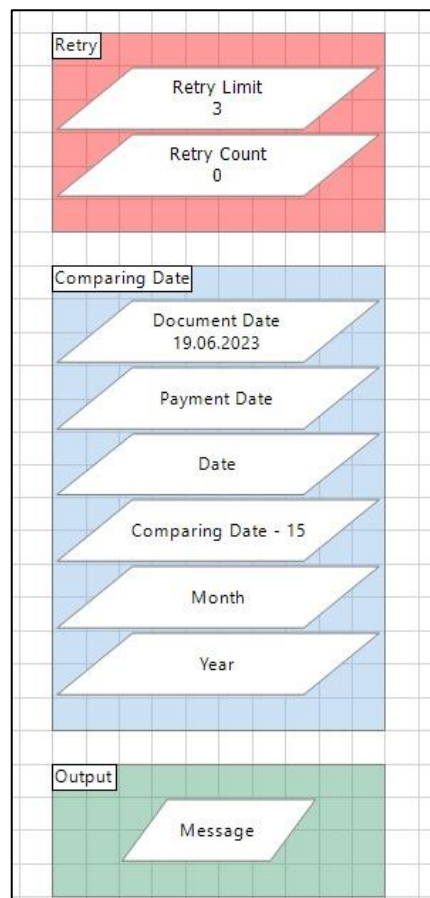 Retry
Retry Limit
3
Retry Count
0
Comparing Date
Document Date
19.06.2023
Payment Date
Date
Comparing Date - 15
Month
Year
Output
Message